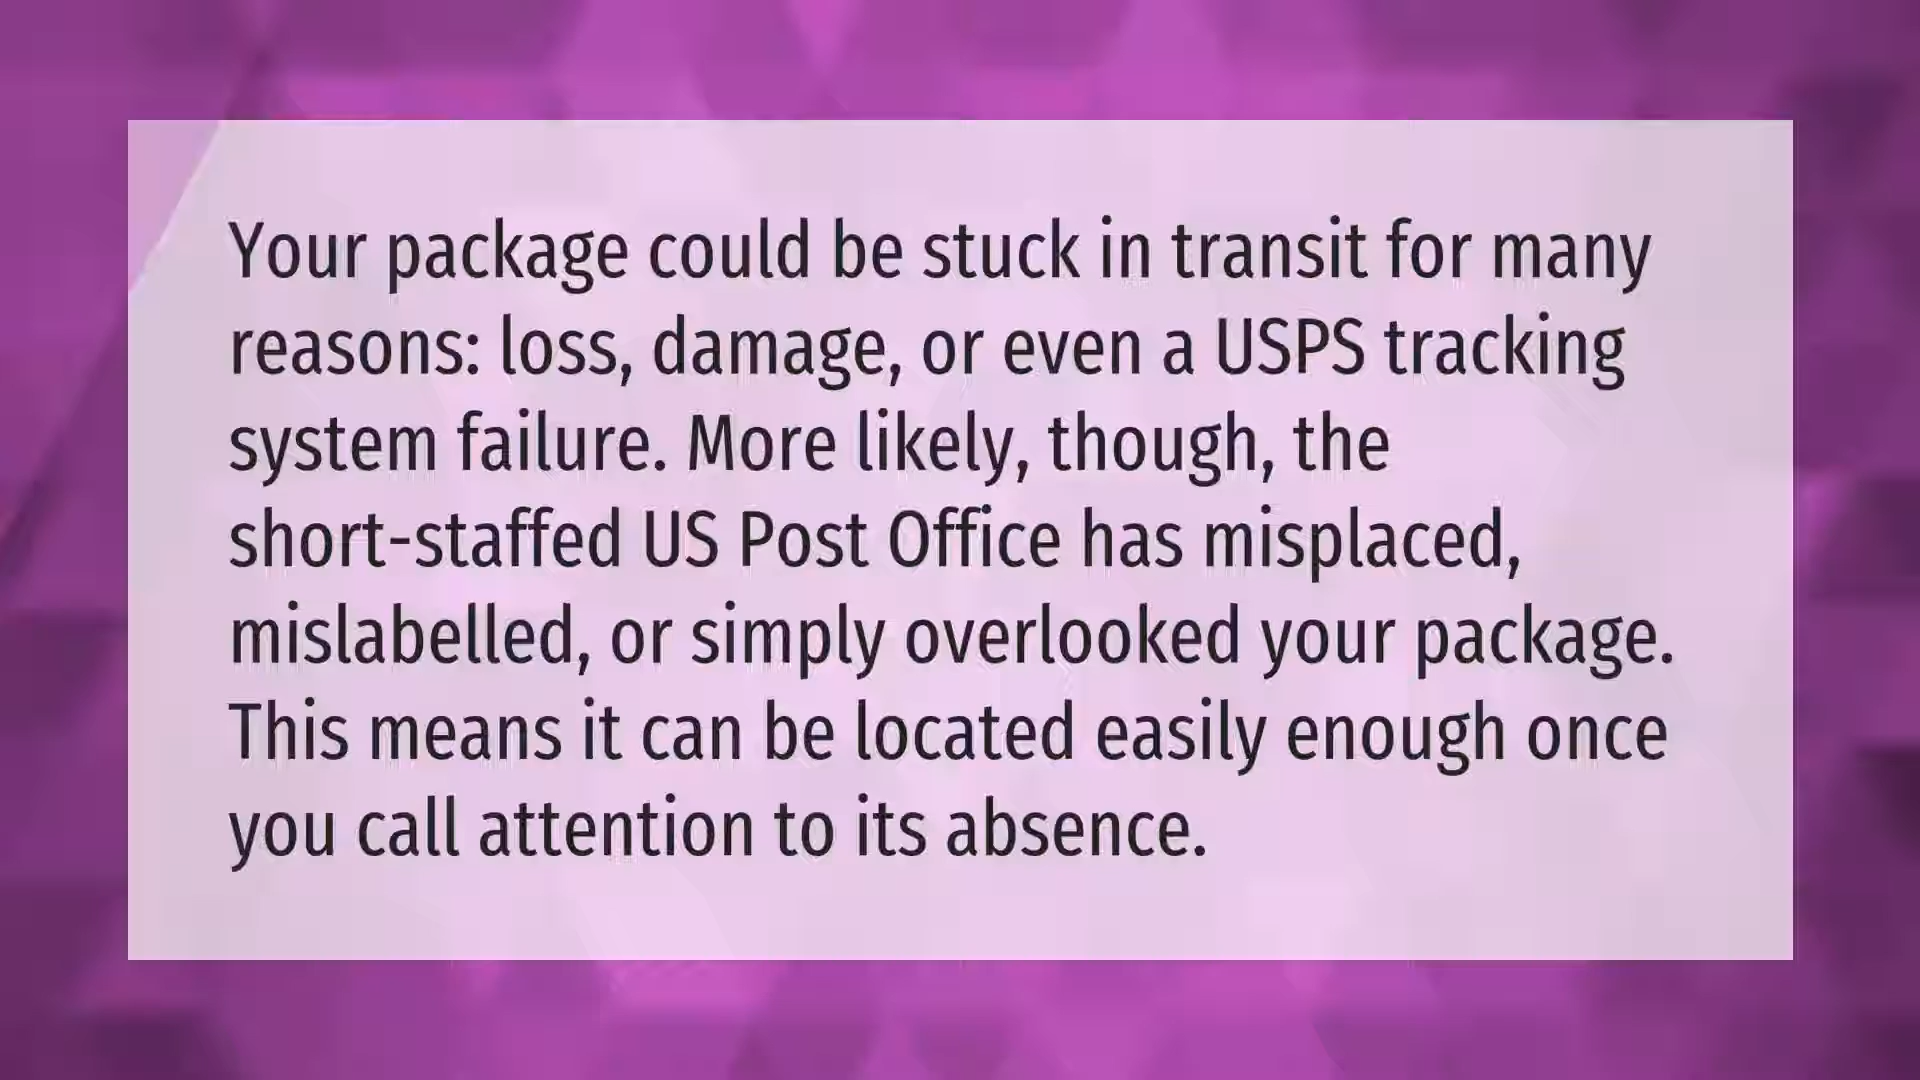 Your package could be stuck in transit for many
reasons: loss, damage, or even a USPS tracking
system failure. More likely, though, the
short-staffed US Post Office has misplaced,
mislabelled, or simply overlooked your package.
This means it can be located easily enough once
you call attention to its absence.